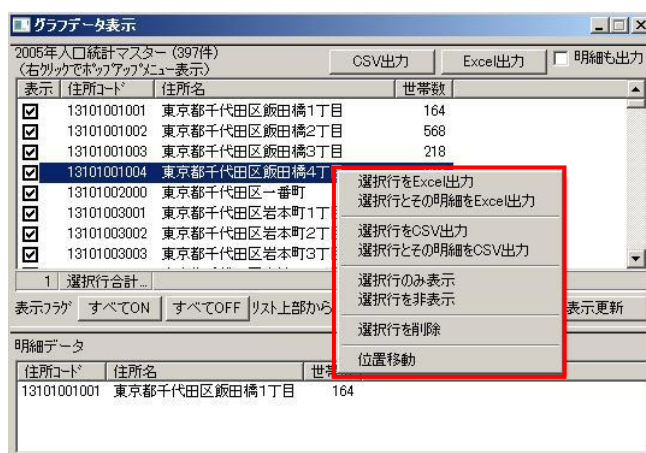 グラフデータ表示
2005年人口統計マスター (397件)
(右クリックでポップアップメニュー表示)
CSV出力 Excel出力 明細も出力
表示 住所コード 住所名 世帯数
13101001001 東京都千代田区飯田橋1丁目 164
13101001002 東京都千代田区飯田橋2丁目 568
13101001003 東京都千代田区飯田橋3丁目 218
13101001004 東京都千代田区飯田橋4丁
13101002000 東京都千代田区一番町
13101003001 東京都千代田区岩本町1丁
13101003002 東京都千代田区岩本町2丁
13101003003 東京都千代田区岩本町3丁
選択行をExcel出力
選択行とその明細をExcel出力
選択行をCSV出力
選択行とその明細をCSV出力
選択行のみ表示
選択行を非表示
選択行を削除
位置移動
1 選択行合計...
表示フラグ すべてON すべてOFF リスト上部から 表示更新
明細データ
住所コード 住所名 世
13101001001 東京都千代田区飯田橋1丁目 164